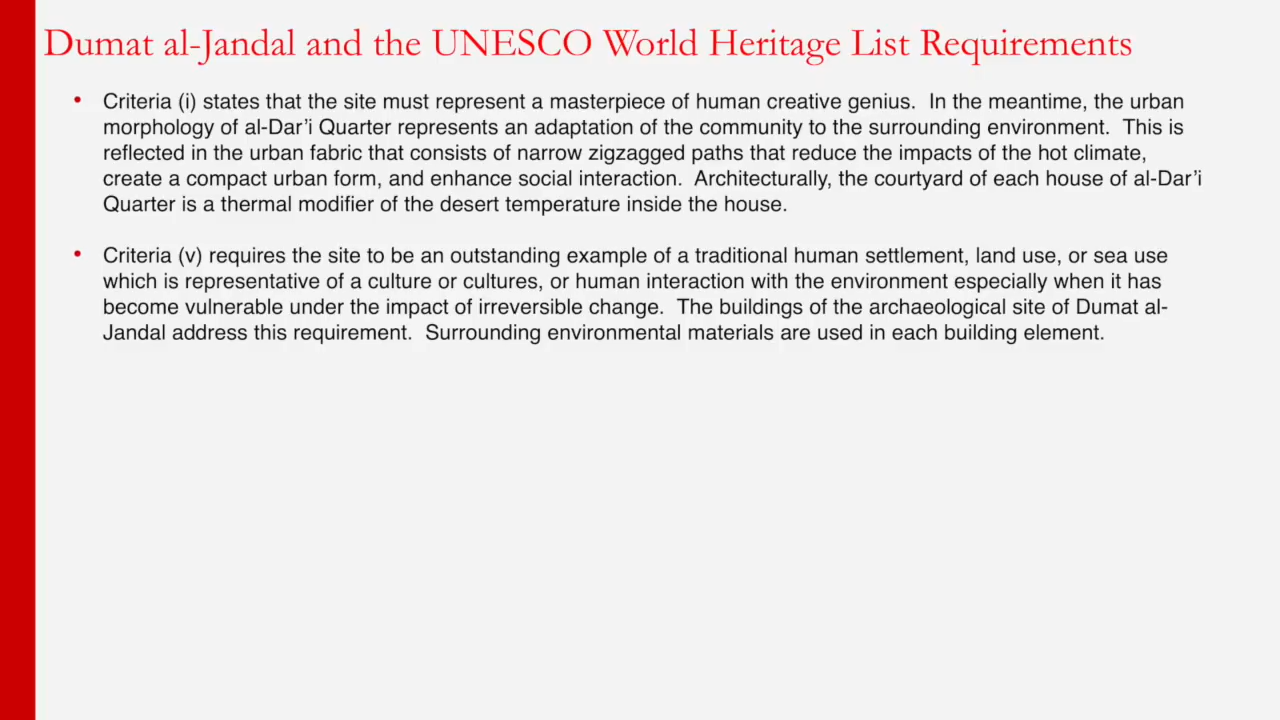 Dumat al-Jandal and the UNESCO World Heritage List Requirements
• Criteria (i) states that the site must represent a masterpiece of human creative genius.  In the meantime, the urban
morphology of al-Dar’i Quarter represents an adaptation of the community to the surrounding environment.  This is
reflected in the urban fabric that consists of narrow zigzagged paths that reduce the impacts of the hot climate,
create a compact urban form, and enhance social interaction.  Architecturally, the courtyard of each house of al-Dar’i
Quarter is a thermal modifier of the desert temperature inside the house.
• Criteria (v) requires the site to be an outstanding example of a traditional human settlement, land use, or sea use
which is representative of a culture or cultures, or human interaction with the environment especially when it has
become vulnerable under the impact of irreversible change.  The buildings of the archaeological site of Dumat al-
Jandal address this requirement.  Surrounding environmental materials are used in each building element.